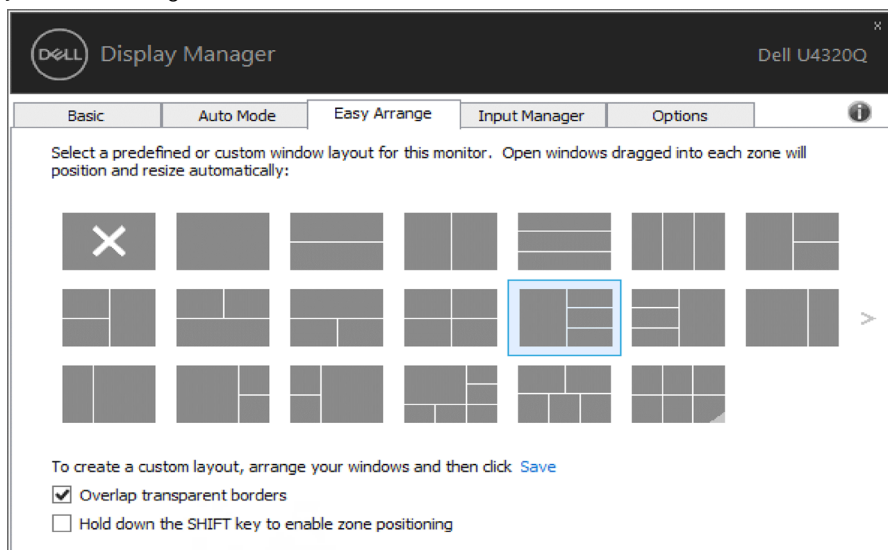 x
DELL Display Manager Dell U4320Q
Basic Auto Mode Easy Arrange Input Manager Options i
Select a predefined or custom window layout for this monitor. Open windows dragged into each zone will
position and resize automatically:
>
To create a custom layout, arrange your windows and then click Save
Overlap transparent borders
Hold down the SHIFT key to enable zone positioning